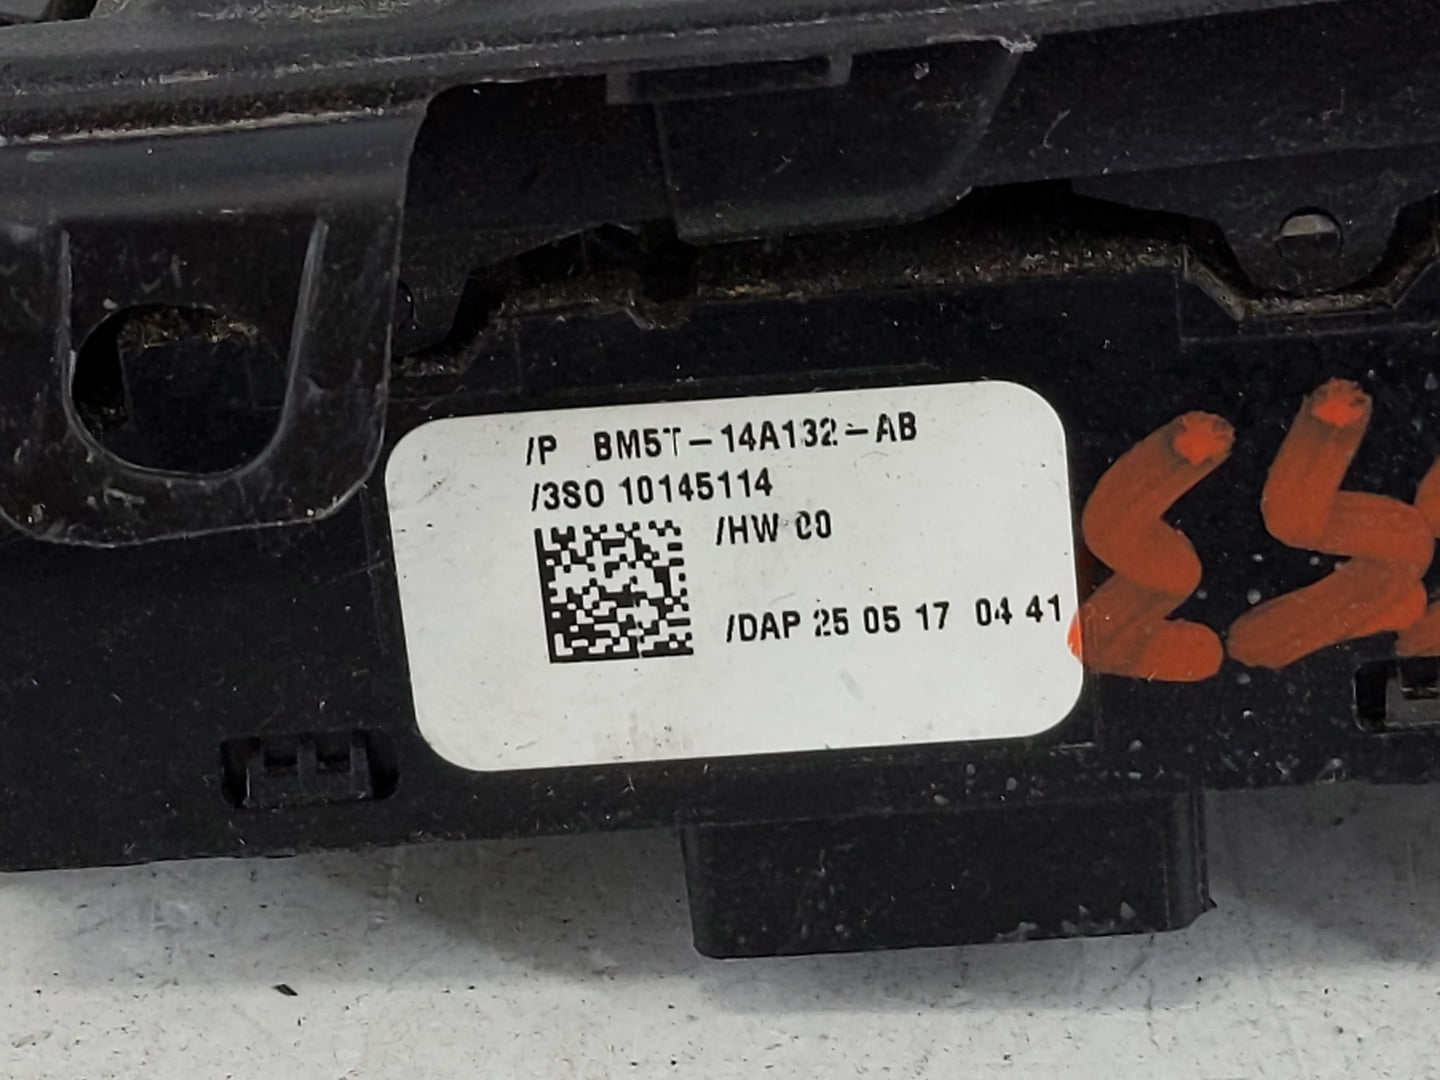 /P BM5T-14A132-AB
/3S0 10145114
/HW 00
/DAP 25 05 17 04 41